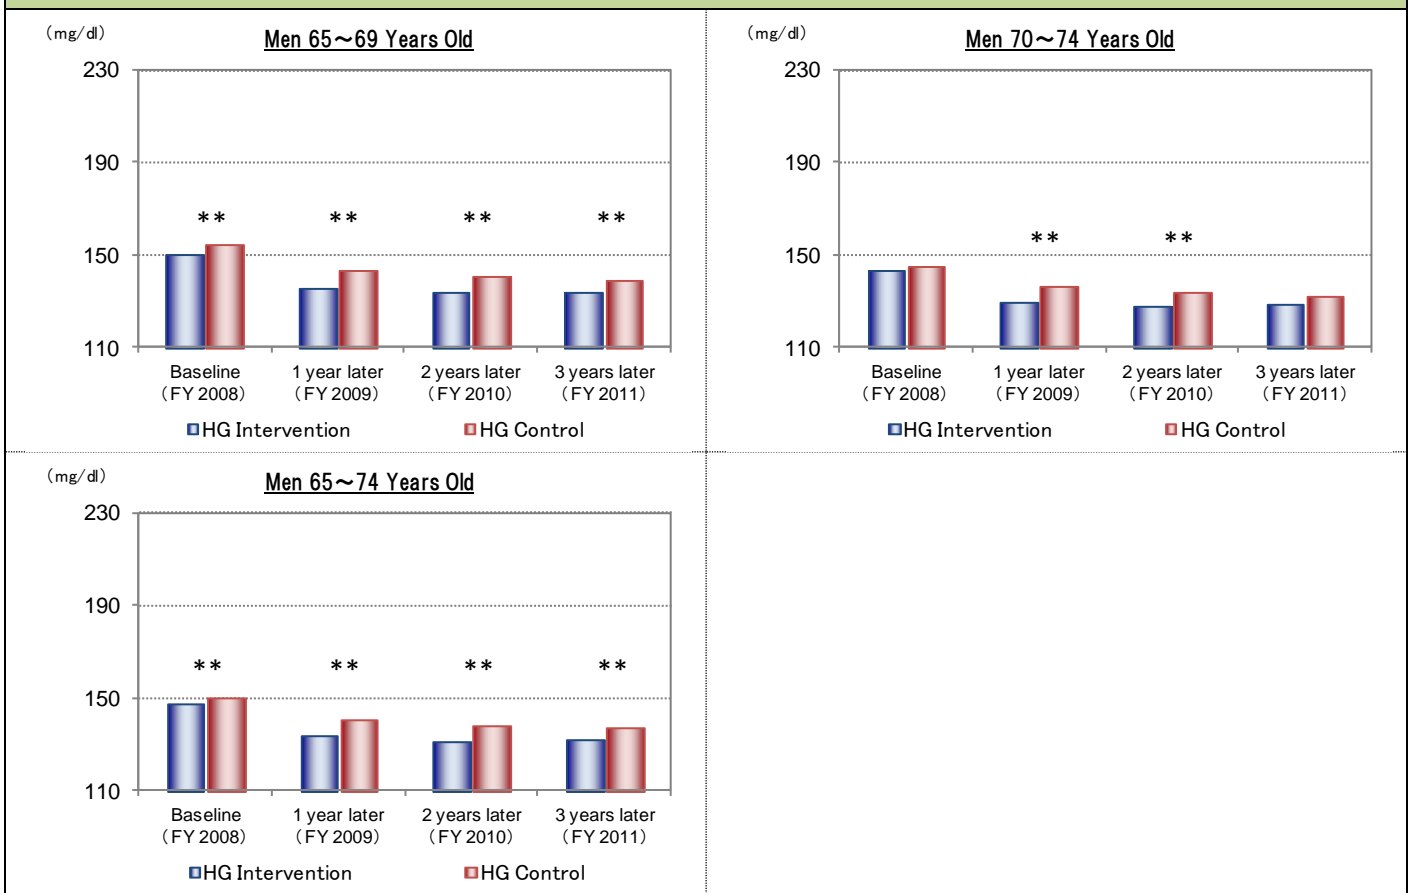 （mg/dl）
Men 65～69 Years Old
230
190
** ** ** **
150
110
Baseline 1 year later 2 years later 3 years later
（FY 2008） （FY 2009） （FY 2010） （FY 2011）
HG Intervention HG Control
（mg/dl）
Men 70～74 Years Old
230
190
** **
150
110
Baseline 1 year later 2 years later 3 years later
（FY 2008） （FY 2009） （FY 2010） （FY 2011）
HG Intervention HG Control
（mg/dl）
Men 65～74 Years Old
230
190
** ** ** **
150
110
Baseline 1 year later 2 years later 3 years later
（FY 2008） （FY 2009） （FY 2010） （FY 2011）
HG Intervention HG Control